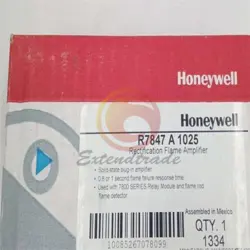 Honeywell
Honeywell
R7847 A 1025
Rectification Flame Amplifier
Extendtrade
• Solid state plug-in amplifier
• 0.8 or 1 second flame failure response time
• Used with 7800 SERIES Relay Module and flame rod flame detector
Assembled in Mexico
QTY. 1
1334
10085267078099